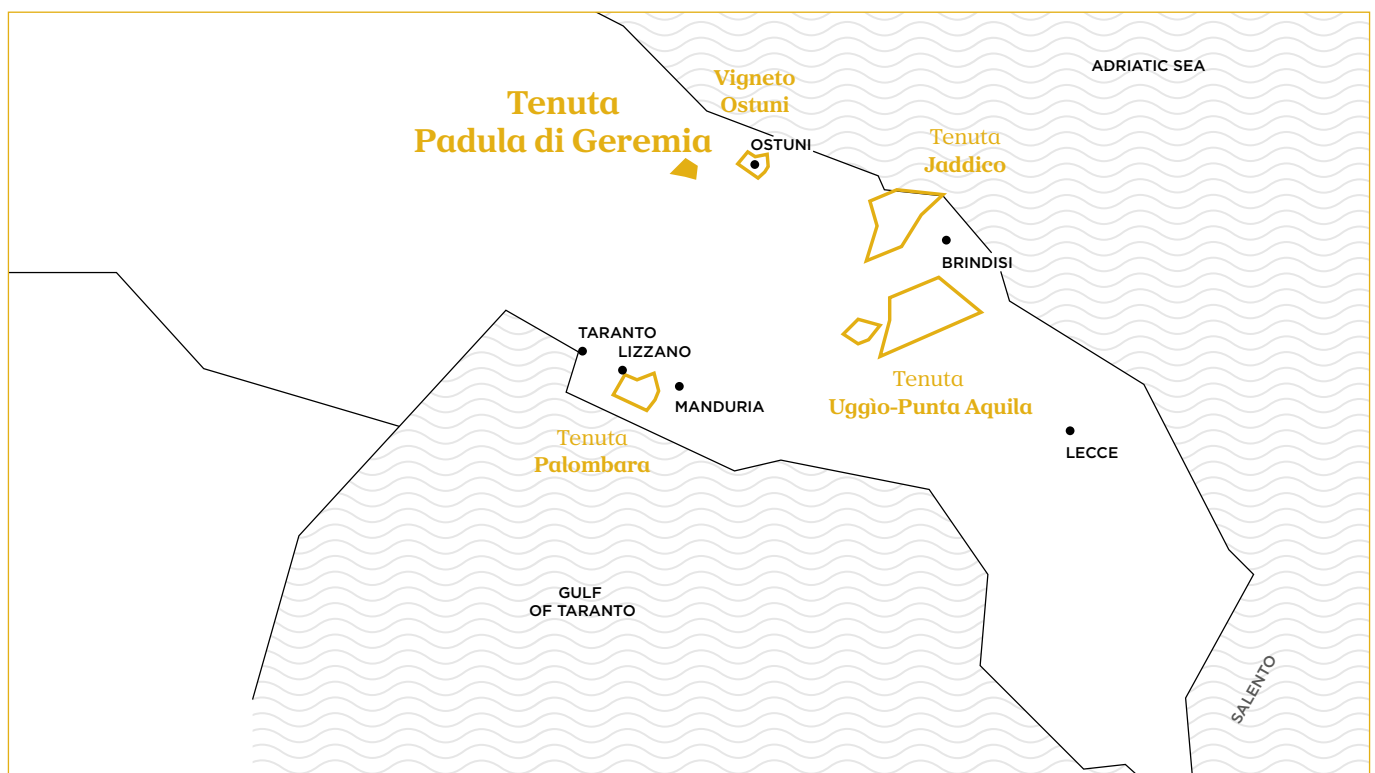 ADRIATIC SEA
Vigneto
Ostuni
Tenuta
Padula di Geremia
OSTUNI
Tenuta
Jaddico
BRINDISI
TARANTO
LIZZANO
MANDURIA
Tenuta
Uggìo-Punta Aquila
Tenuta
Palombara
LECCE
GULF
OF TARANTO
SALENTO